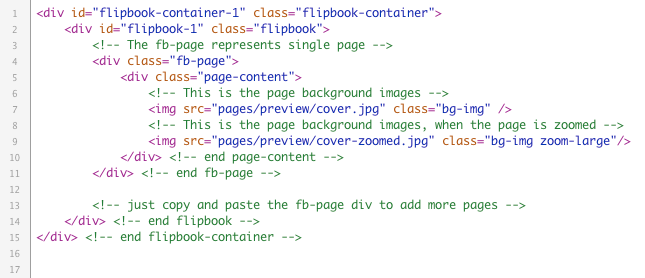 1 <div id="flipbook-container-1" class="flipbook-container">
2     <div id="flipbook-1" class="flipbook">
3         <!-- The fb-page represents single page -->
4         <div class="fb-page">
5             <div class="page-content">
6                 <!-- This is the page background images -->
7                 <img src="pages/preview/cover.jpg" class="bg-img" />
8                 <!-- This is the page background images, when the page is zoomed -->
9                 <img src="pages/preview/cover-zoomed.jpg" class="bg-img zoom-large"/>
10             </div> <!-- end page-content -->
11         </div> <!-- end fb-page -->
12
13         <!-- just copy and paste the fb-page div to add more pages -->
14     </div> <!-- end flipbook -->
15 </div> <!-- end flipbook-container -->
16
17